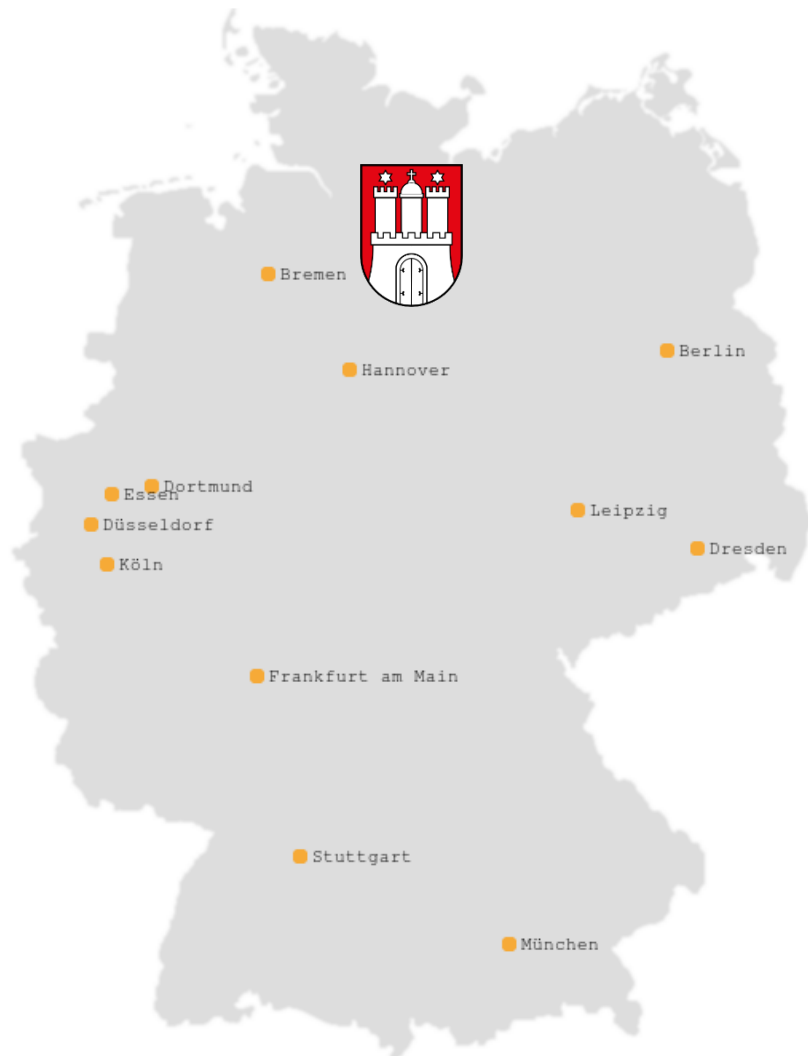 Bremen
Berlin
Hannover
Dortmund
Essen
Leipzig
Düsseldorf
Dresden
Köln
Frankfurt am Main
Stuttgart
München